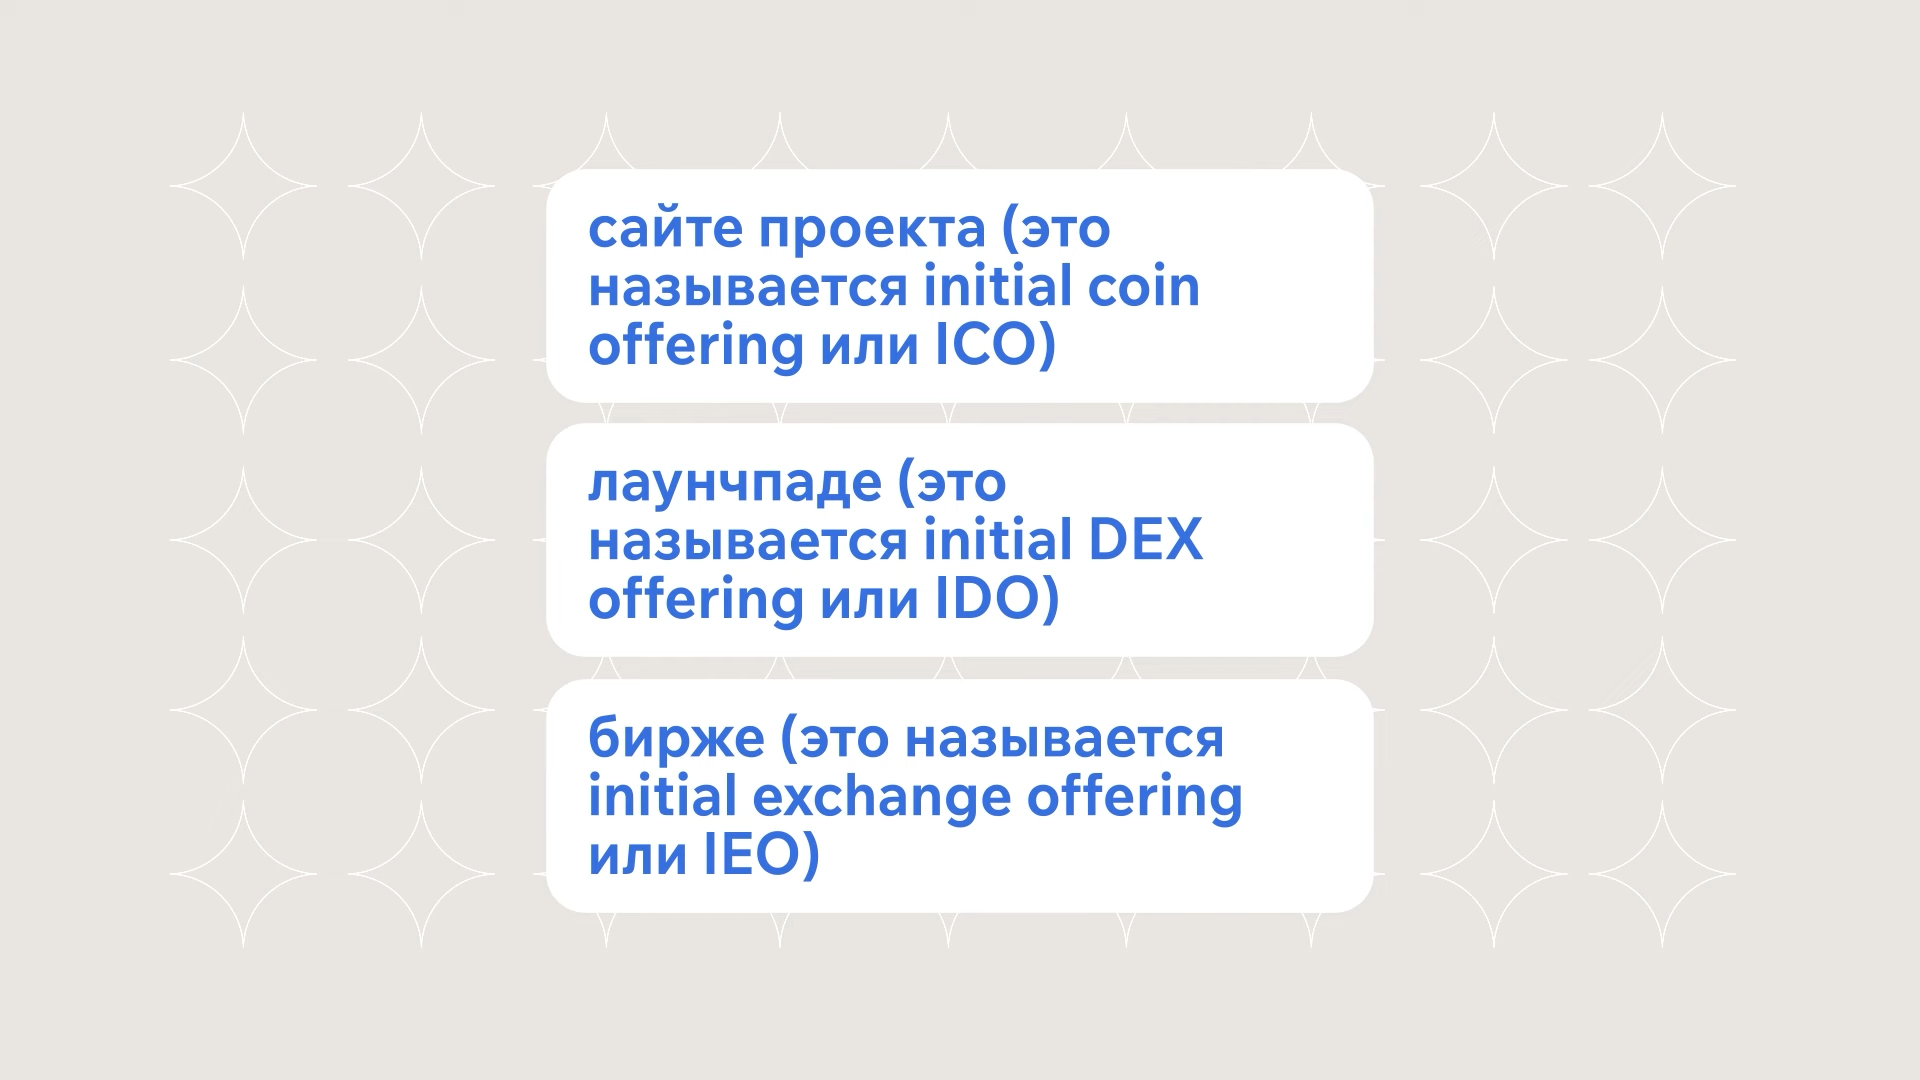 сайте проекта (это
называется initial coin
offering или ICO)
лаунчпаде (это
называется initial DEX
offering или IDO)
бирже (это называется
initial exchange offering
или IEO)